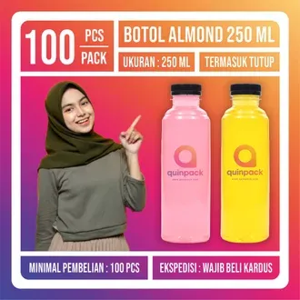 100 PCS
PACK
BOTOL ALMOND 250 ML
UKURAN : 250 ML
TERMASUK TUTUP
quinpack
quinpack
MINIMAL PEMBELIAN : 100 PCS
EKSPEDISI : WAJIB BELI KARDUS